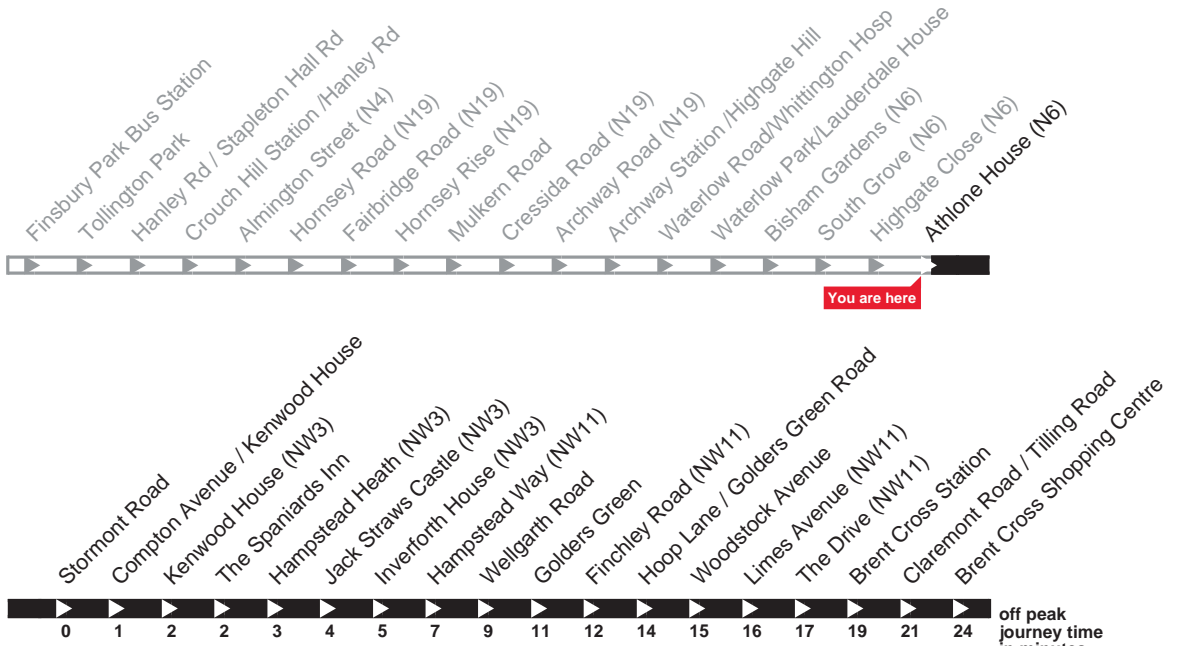 Finsbury Park Bus Station
Tollington Park
Hanley Rd / Stapleton Hall Rd
Crouch Hill Station /Hanley Rd
Almington Street (N4)
Hornsey Road (N19)
Fairbridge Road (N19)
Hornsey Rise (N19)
Mulkern Road
Cressida Road (N19)
Archway Road (N19)
Archway Station /Highgate Hill
Waterlow Road/Whittington Hosp
Waterlow Park/Lauderdale House
Bisham Gardens (N6)
South Grove (N6)
Highgate Close (N6)
Athlone House (N6)
You are here
Stormont Road
Compton Avenue / Kenwood House
Kenwood House (NW3)
The Spaniards Inn
Hampstead Heath (NW3)
Jack Straws Castle (NW3)
Inverforth House (NW3)
Hampstead Way (NW11)
Wellgarth Road
Golders Green
Finchley Road (NW11)
Hoop Lane / Golders Green Road
Woodstock Avenue
Limes Avenue (NW11)
The Drive (NW11)
Brent Cross Station
Claremont Road / Tilling Road
Brent Cross Shopping Centre
0 1 2 2 3 4 5 7 9 11 12 14 15 16 17 19 21 24
off peak
journey time
in minutes